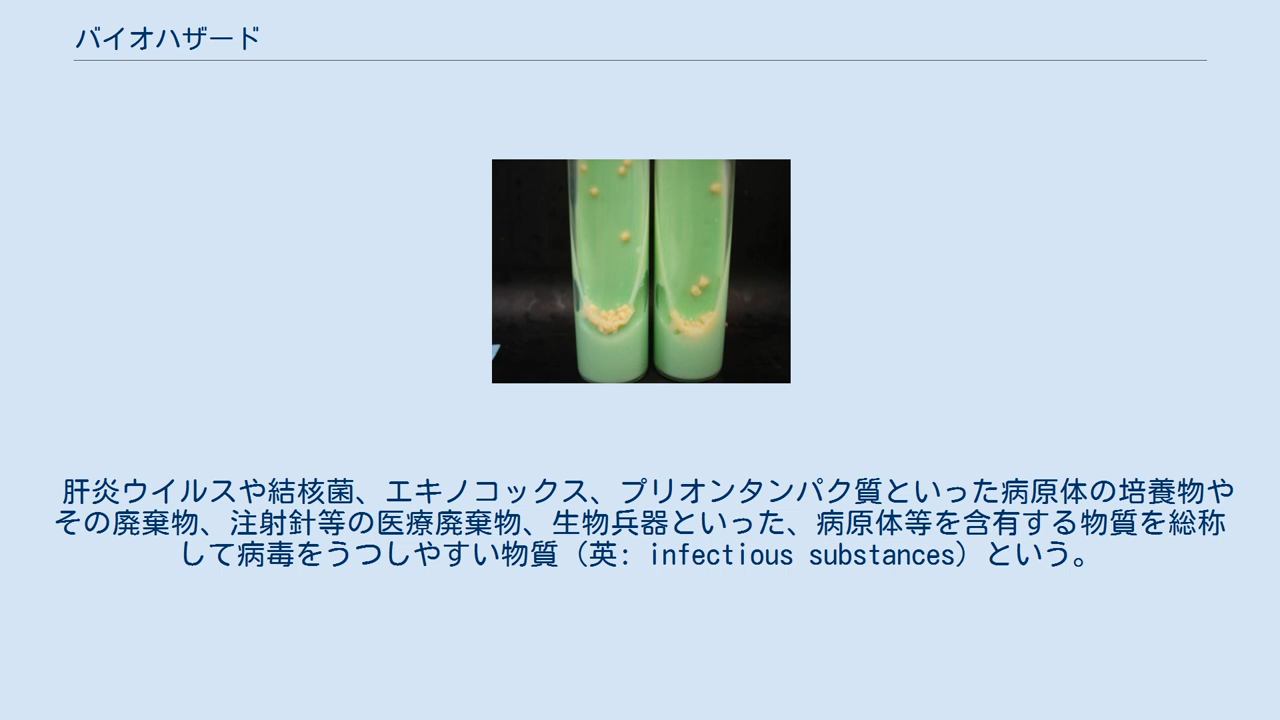 バイオハザード
肝炎ウイルスや結核菌、エキノコックス、プリオンタンパク質といった病原体の培養物や
その廃棄物、注射針等の医療廃棄物、生物兵器といった、病原体等を含有する物質を総称
して病毒をうつしやすい物質（英: infectious substances）という。